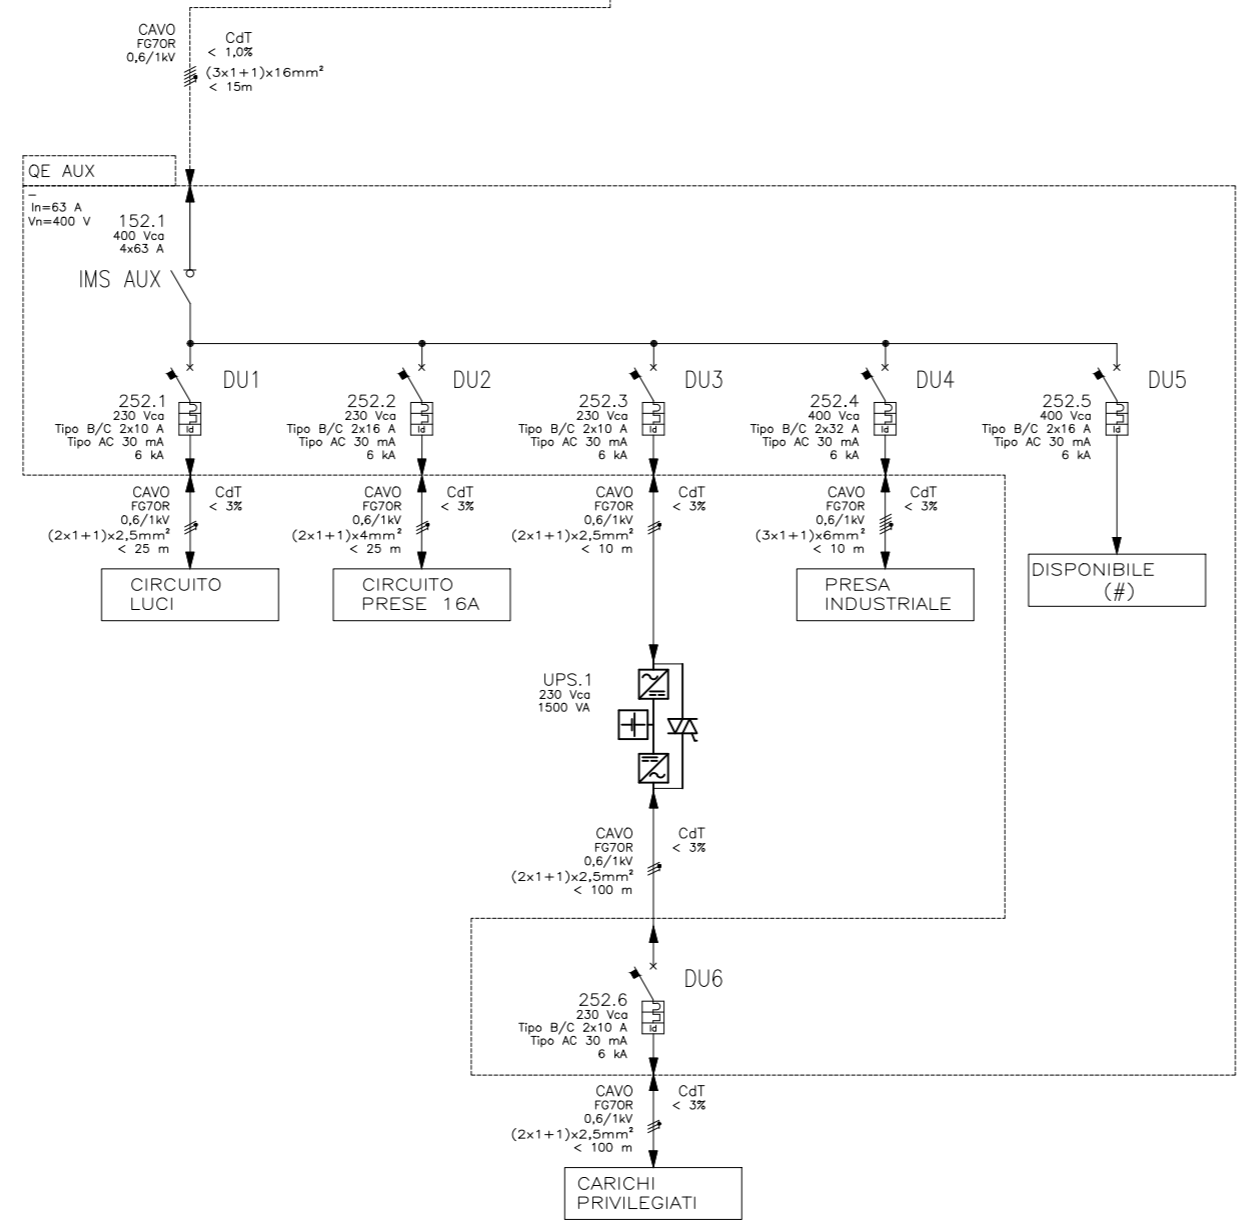 CAVO
FG7OR
0,6/1kV
CdT
< 1,0%
(3x1+1)x16mm²
< 15m
QE AUX
–
In=63 A
Vn=400 V
152.1
400 Vca
4x63 A
IMS AUX
DU1
252.1
230 Vca
Tipo B/C 2x10 A
Tipo AC 30 mA
6 kA
Id
DU2
252.2
230 Vca
Tipo B/C 2x16 A
Tipo AC 30 mA
6 kA
Id
DU3
252.3
230 Vca
Tipo B/C 2x10 A
Tipo AC 30 mA
6 kA
Id
DU4
252.4
400 Vca
Tipo B/C 2x32 A
Tipo AC 30 mA
6 kA
Id
DU5
252.5
400 Vca
Tipo B/C 2x16 A
Tipo AC 30 mA
6 kA
Id
CAVO
FG7OR
0,6/1kV
(2x1+1)x2,5mm²
< 25 m
CdT
< 3%
CIRCUITO
LUCI
CAVO
FG7OR
0,6/1kV
(2x1+1)x4mm²
< 25 m
CdT
< 3%
CIRCUITO
PRESE 16A
CAVO
FG7OR
0,6/1kV
(2x1+1)x2,5mm²
< 10 m
CdT
< 3%
CAVO
FG7OR
0,6/1kV
(3x1+1)x6mm²
< 10 m
CdT
< 3%
PRESA
INDUSTRIALE
DISPONIBILE
(#)
UPS.1
230 Vca
1500 VA
CAVO
FG7OR
0,6/1kV
(2x1+1)x2,5mm²
< 100 m
CdT
< 3%
DU6
252.6
230 Vca
Tipo B/C 2x10 A
Tipo AC 30 mA
6 kA
Id
CAVO
FG7OR
0,6/1kV
(2x1+1)x2,5mm²
< 100 m
CdT
< 3%
CARICHI
PRIVILEGIATI